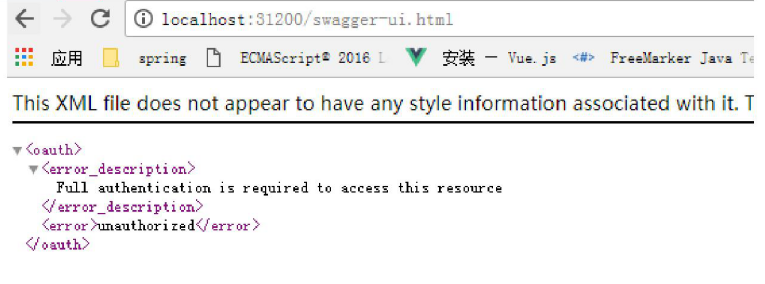 localhost:31200/swagger-ui.html
应用 spring ECMAScript® 2016 L 安装 — Vue.js <#> FreeMarker Java Te
This XML file does not appear to have any style information associated with it. T
▼<oauth>
▼<error_description>
Full authentication is required to access this resource
</error_description>
<error>unauthorized</error>
</oauth>